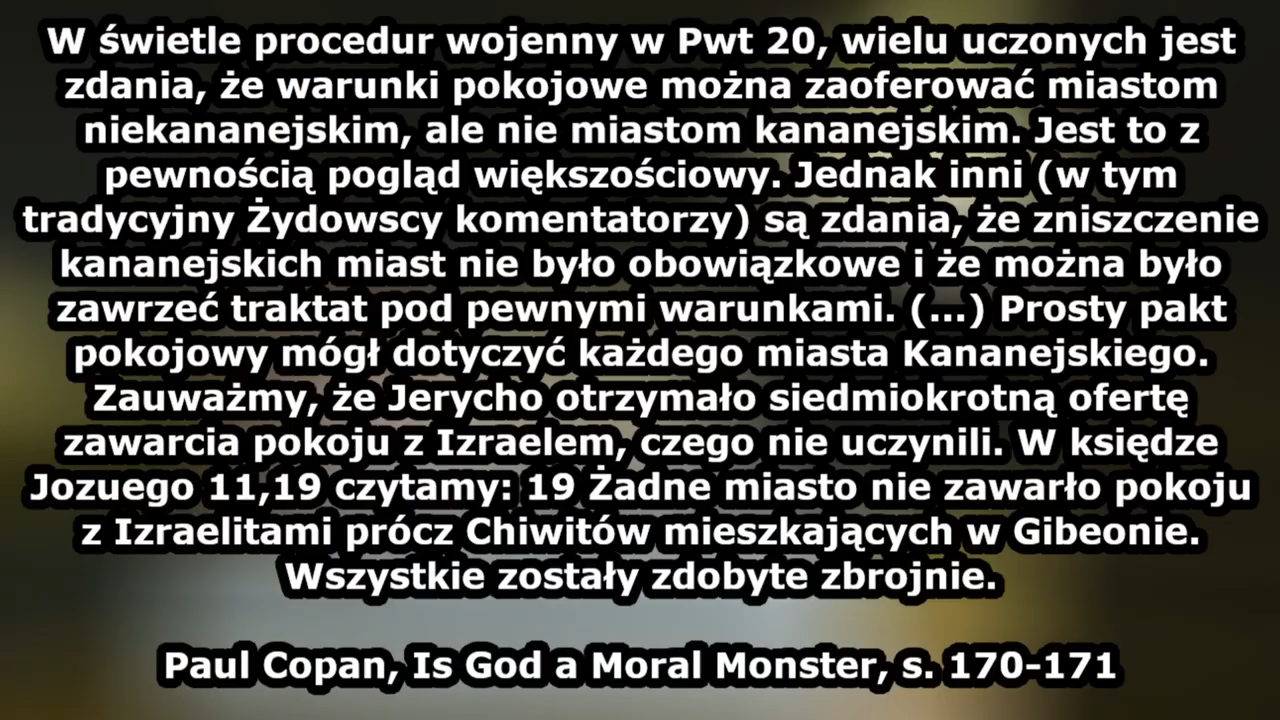 W świetle procedur wojenny w Pwt 20, wielu uczonych jest
zdania, że warunki pokojowe można zaoferować miastom
niekananejskim, ale nie miastom kananejskim. Jest to z
pewnością pogląd większościowy. Jednak inni (w tym
tradycyjny Żydowscy komentatorzy) są zdania, że zniszczenie
kananejskich miast nie było obowiązkowe i że można było
zawrzeć traktat pod pewnymi warunkami. (...) Prosty pakt
pokojowy mógł dotyczyć każdego miasta Kananejskiego.
Zauważmy, że Jerycho otrzymało siedmiokrotną ofertę
zawarcia pokoju z Izraelem, czego nie uczynili. W księdze
Jozuego 11,19 czytamy: 19 Żadne miasto nie zawarło pokoju
z Izraelitami prócz Chiwitów mieszkających w Gibeonie.
Wszystkie zostały zdobyte zbrojnie.
Paul Copan, Is God a Moral Monster, s. 170-171